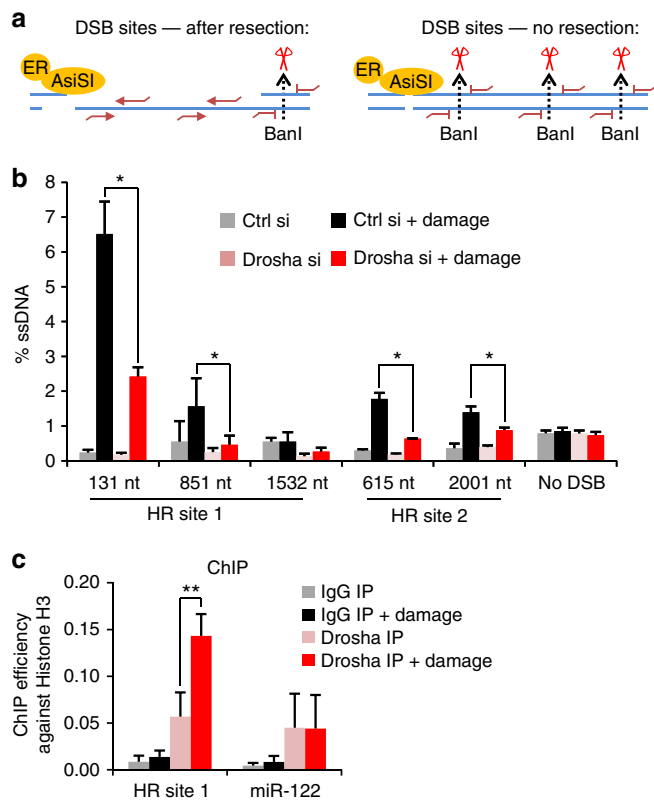 a
DSB sites — after resection:
DSB sites — no resection:
ER
AsiSI
BanI
ER
AsiSI
BanI
BanI
BanI
b
% ssDNA
8
7
6
5
4
3
2
1
0
Ctrl si
Ctrl si + damage
Drosha si
Drosha si + damage
*
*
*
*
131 nt
851 nt
1532 nt
615 nt
2001 nt
No DSB
HR site 1
HR site 2
c
ChIP
ChIP efficiency
against Histone H3
0.20
0.15
0.10
0.05
0.00
**
IgG IP
IgG IP + damage
Drosha IP
Drosha IP + damage
HR site 1
miR-122